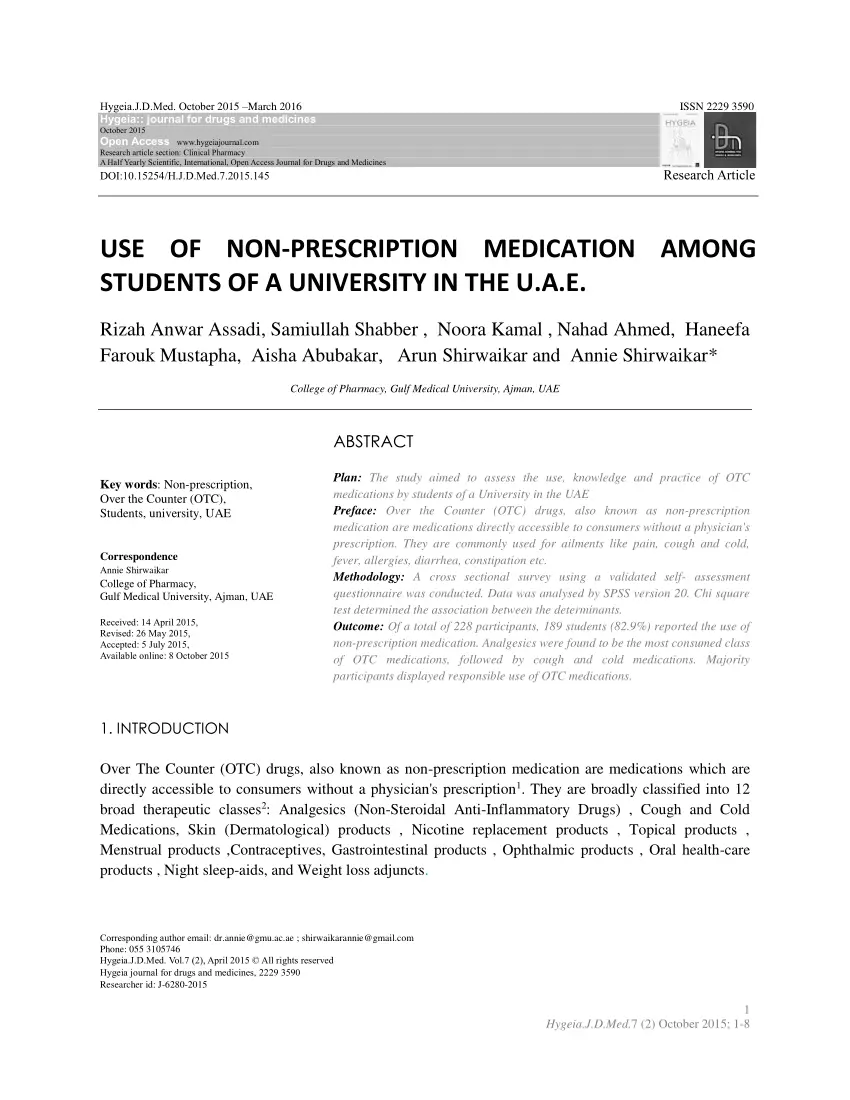 Hygeia.J.D.Med. October 2015 –March 2016 ISSN 2229 3590
Hygeia:: journal for drugs and medicines
October 2015
Open Access www.hygeiajournal.com
Research article section: Clinical Pharmacy
A Half Yearly Scientific, International, Open Access Journal for Drugs and Medicines
HYGEIA
DOI:10.15254/H.J.D.Med.7.2015.145 Research Article
USE OF NON-PRESCRIPTION MEDICATION AMONG
STUDENTS OF A UNIVERSITY IN THE U.A.E.
Rizah Anwar Assadi, Samiullah Shabber , Noora Kamal , Nahad Ahmed, Haneefa
Farouk Mustapha, Aisha Abubakar, Arun Shirwaikar and Annie Shirwaikar*
College of Pharmacy, Gulf Medical University, Ajman, UAE
Key words: Non-prescription,
Over the Counter (OTC),
Students, university, UAE
Correspondence
Annie Shirwaikar
College of Pharmacy,
Gulf Medical University, Ajman, UAE
Received: 14 April 2015,
Revised: 26 May 2015,
Accepted: 5 July 2015,
Available online: 8 October 2015
ABSTRACT
Plan: The study aimed to assess the use, knowledge and practice of OTC
medications by students of a University in the UAE
Preface: Over the Counter (OTC) drugs, also known as non-prescription
medication are medications directly accessible to consumers without a physician's
prescription. They are commonly used for ailments like pain, cough and cold,
fever, allergies, diarrhea, constipation etc.
Methodology: A cross sectional survey using a validated self- assessment
questionnaire was conducted. Data was analysed by SPSS version 20. Chi square
test determined the association between the determinants.
Outcome: Of a total of 228 participants, 189 students (82.9%) reported the use of
non-prescription medication. Analgesics were found to be the most consumed class
of OTC medications, followed by cough and cold medications. Majority
participants displayed responsible use of OTC medications.
1. INTRODUCTION
Over The Counter (OTC) drugs, also known as non-prescription medication are medications which are
directly accessible to consumers without a physician's prescription1. They are broadly classified into 12
broad therapeutic classes2: Analgesics (Non-Steroidal Anti-Inflammatory Drugs) , Cough and Cold
Medications, Skin (Dermatological) products , Nicotine replacement products , Topical products ,
Menstrual products ,Contraceptives, Gastrointestinal products , Ophthalmic products , Oral health-care
products , Night sleep-aids, and Weight loss adjuncts.
Corresponding author email: dr.annie@gmu.ac.ae ; shirwaikarannie@gmail.com
Phone: 055 3105746
Hygeia.J.D.Med. Vol.7 (2), April 2015 © All rights reserved
Hygeia journal for drugs and medicines, 2229 3590
Researcher id: J-6280-2015
1
Hygeia.J.D.Med.7 (2) October 2015; 1-8